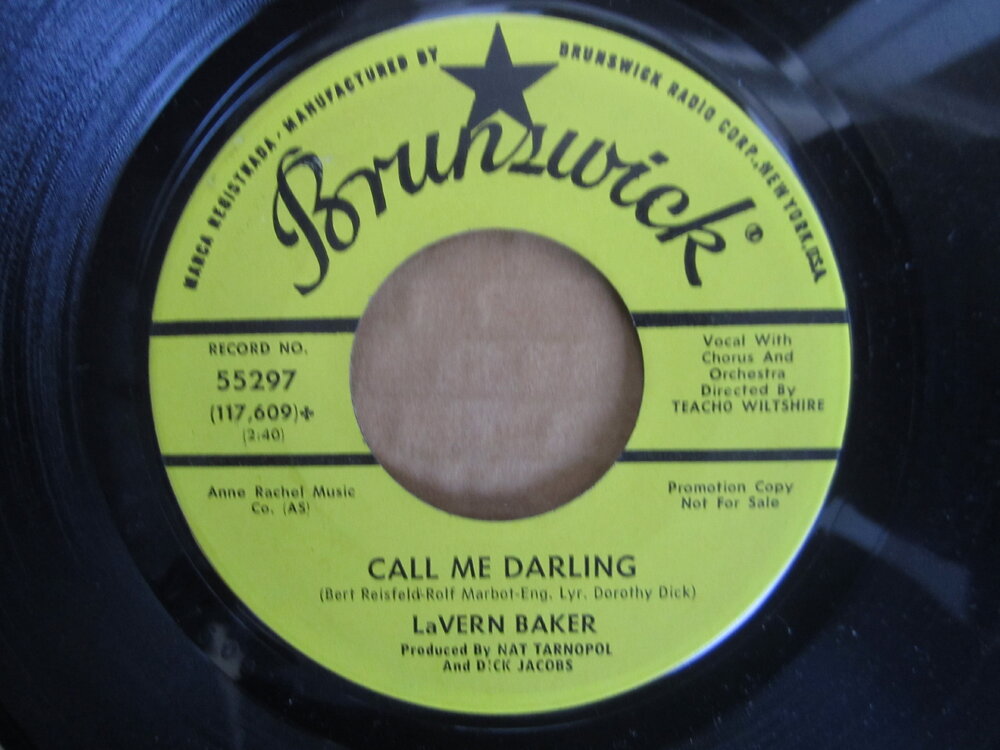 MARCA REGISTRADA - MANUFACTURED BY BRUNSWICK RADIO CORP., NEW YORK, USA
Brunswick®
RECORD NO.
55297
(117,609)+
(2:40)
Vocal With
Chorus And
Orchestra
Directed By
TEACHO WILTSHIRE
Anne Rachel Music
Co. (AS)
Promotion Copy
Not For Sale
CALL ME DARLING
(Bert Reisfeld-Rolf Marbot-Eng. Lyr. Dorothy Dick)
LaVERN BAKER
Produced By NAT TARNOPOL
And DICK JACOBS